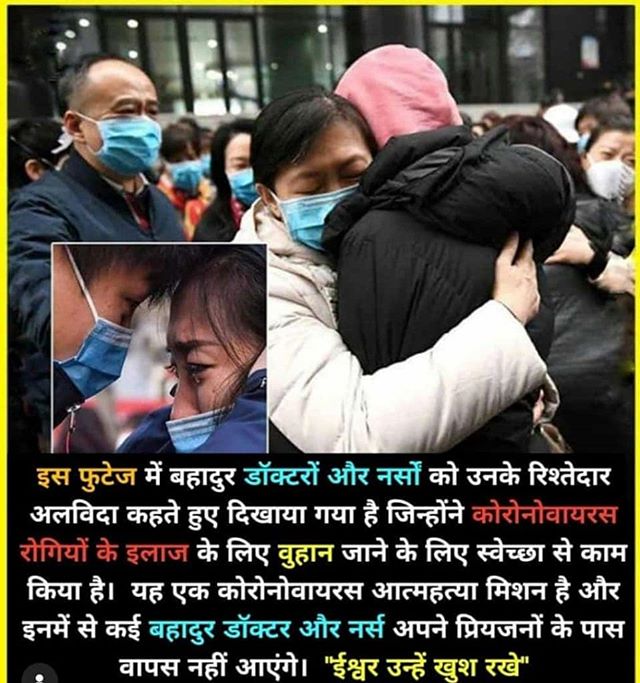 इस फुटेज में बहादुर डॉक्टरों और नर्सों को उनके रिश्तेदार
अलविदा कहते हुए दिखाया गया है जिन्होंने कोरोनोवायरस
रोगियों के इलाज के लिए वुहान जाने के लिए स्वेच्छा से काम
किया है। यह एक कोरोनोवायरस आत्महत्या मिशन है और
इनमें से कई बहादुर डॉक्टर और नर्स अपने प्रियजनों के पास
वापस नहीं आएंगे। "ईश्वर उन्हें खुश रखे"